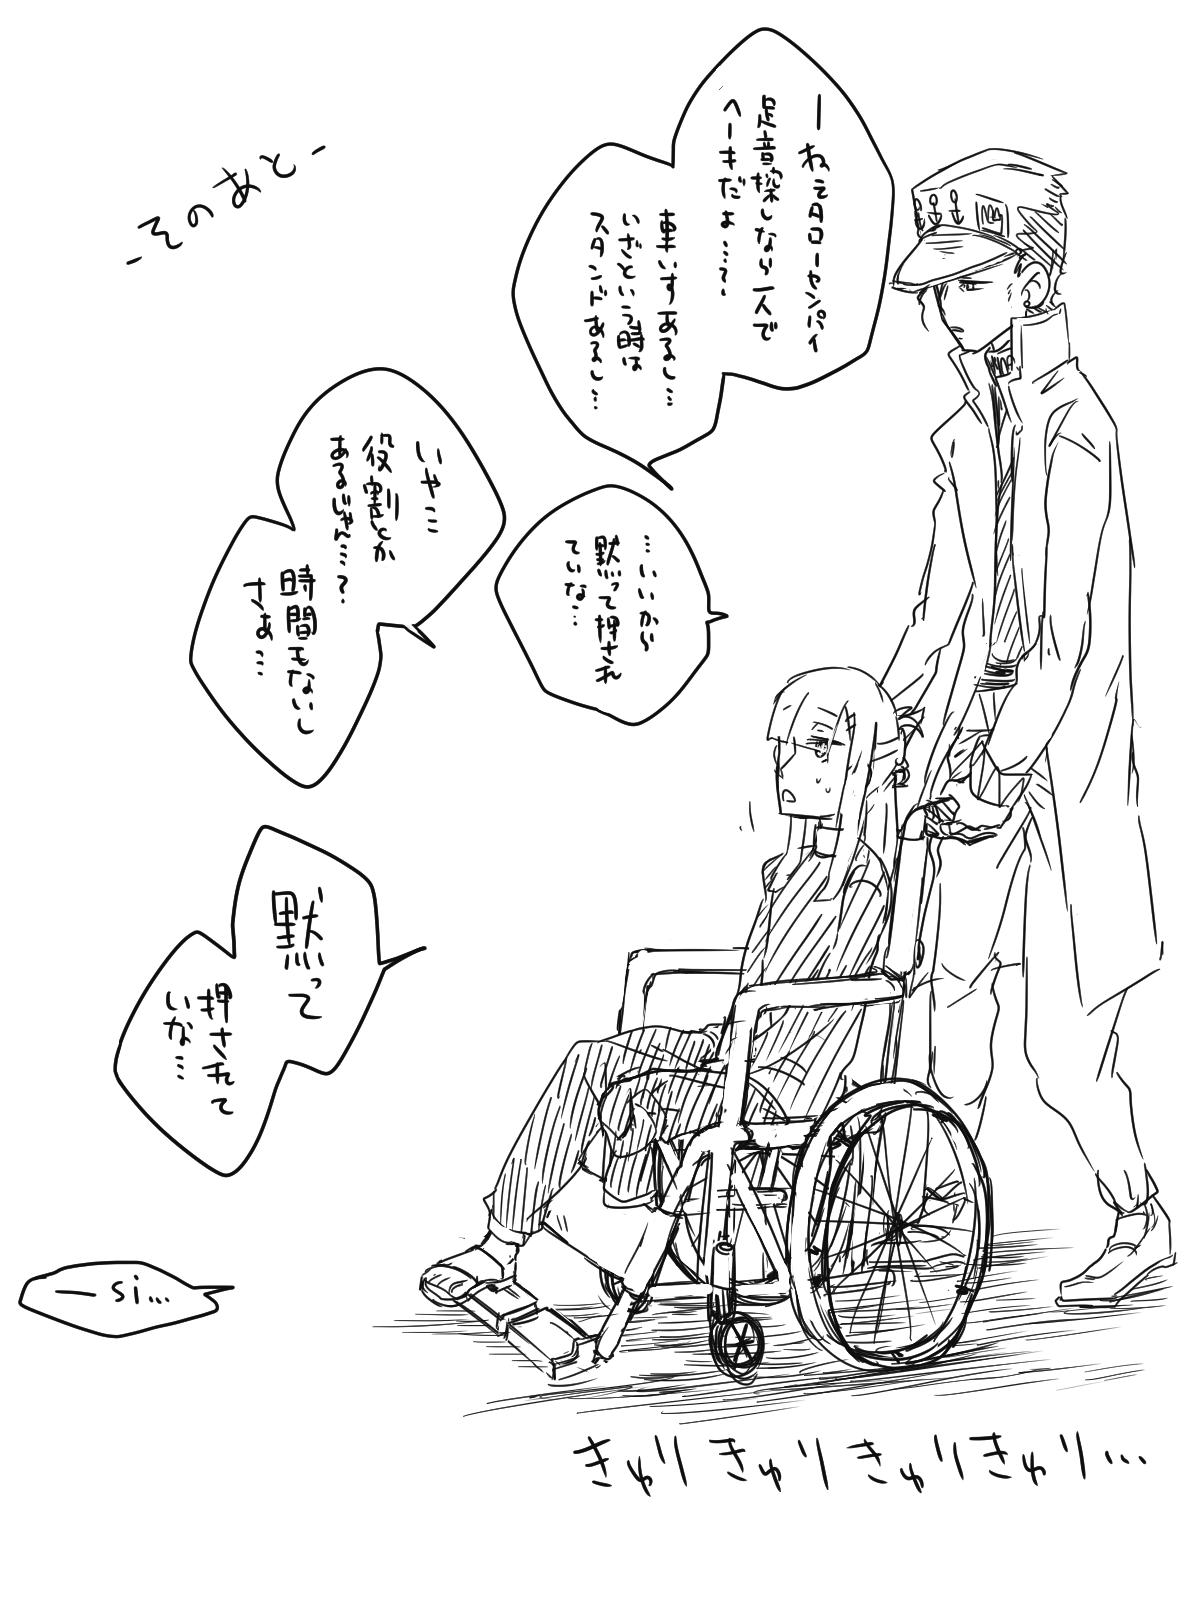 -そのあと-
ーねえタローセンパイ
足音探しなら一人で
ヘーキだよ…?
車いすあるし…
いざという時は
スタンドあるし…
…いいから
黙って押され
ていな…
いや…
役割とか
あるじゃん…?
時間もないし
さぁ…
黙って
押されて
いな…
ーsi…
きゅりきゅりきゅりきゅり…